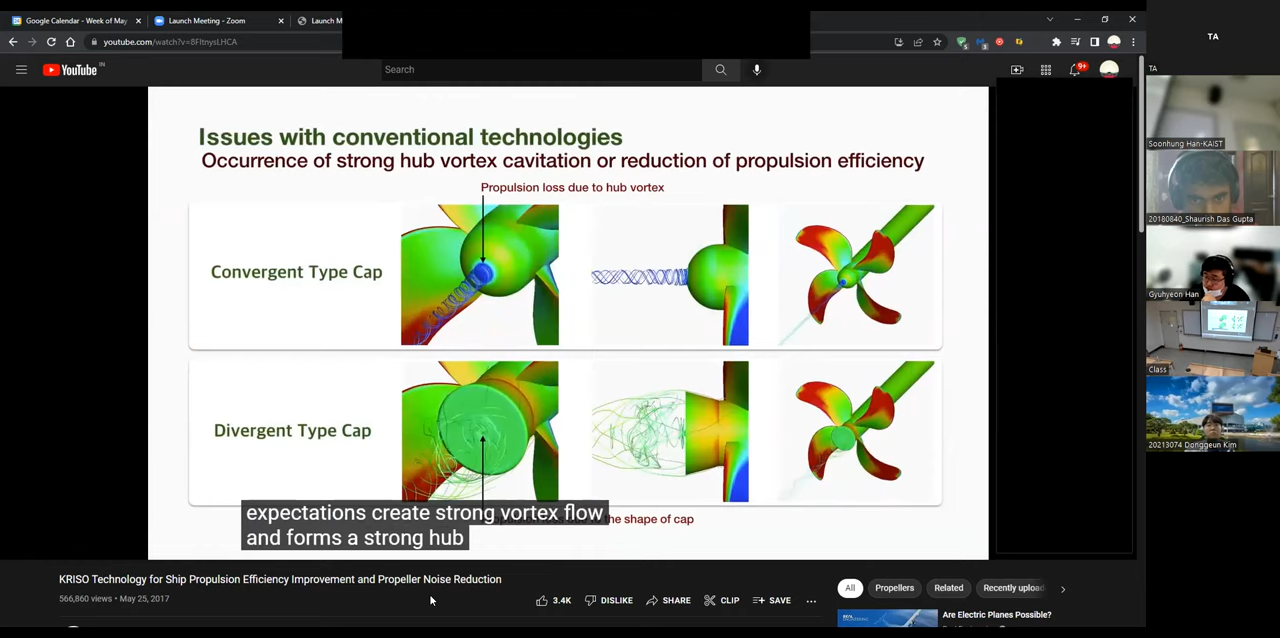 Google Calendar - Week of May
Launch Meeting - Zoom
Launch M
youtube.com/watch?v=8FItnysLHCA
YouTube IN
Search
9+
Issues with conventional technologies
Occurrence of strong hub vortex cavitation or reduction of propulsion efficiency
Propulsion loss due to hub vortex
Convergent Type Cap
Divergent Type Cap
the shape of cap
expectations create strong vortex flow
and forms a strong hub
KRISO Technology for Ship Propulsion Efficiency Improvement and Propeller Noise Reduction
566,860 views • May 25, 2017
3.4K
DISLIKE
SHARE
CLIP
SAVE
All
Propellers
Related
Recently upload
Are Electric Planes Possible?
TA
TA
Soonhung Han-KAIST
20180840_Shaurish Das Gupta
Gyuhyeon Han
Class
20213074 Donggeun Kim